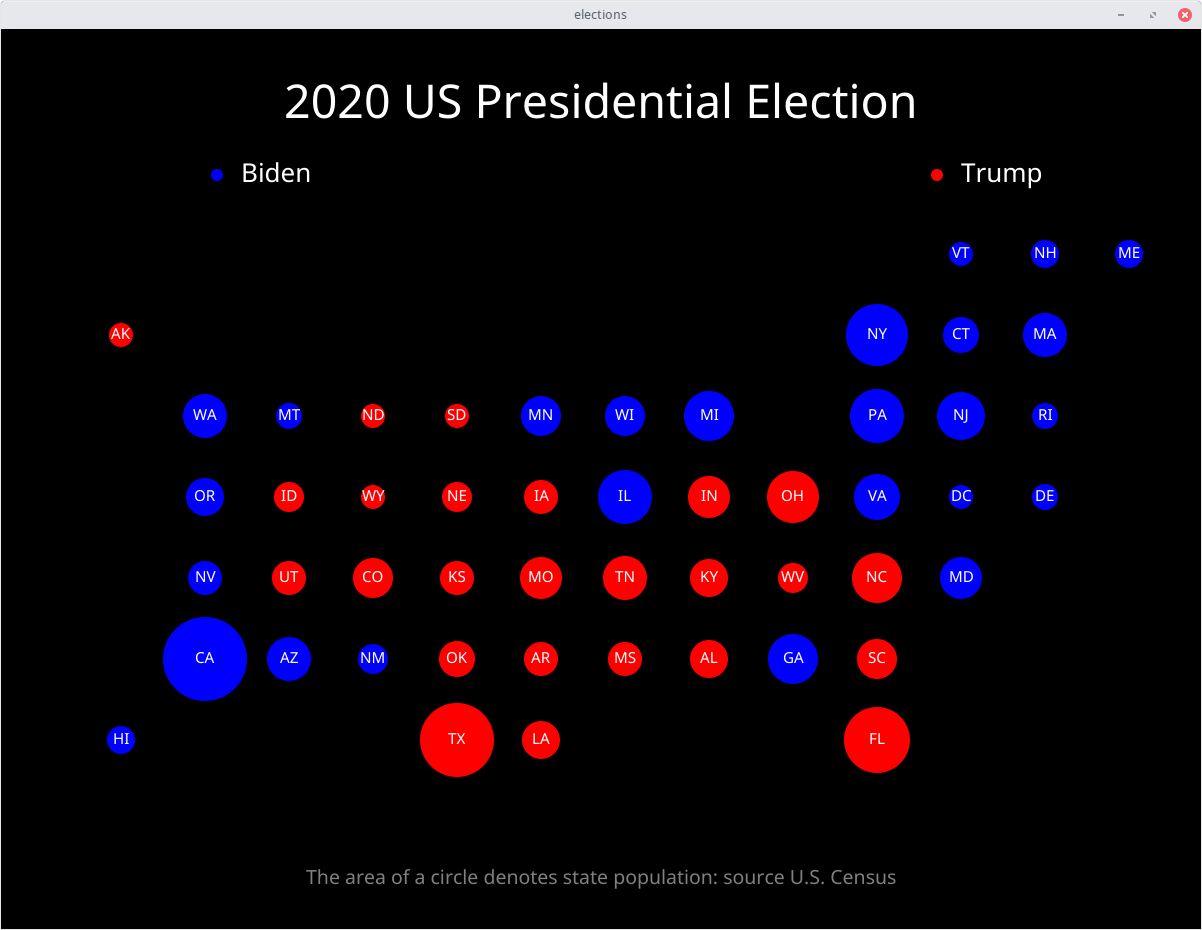 elections
2020 US Presidential Election
Biden Trump
VT NH ME
AK NY CT MA
WA MT ND SD MN WI MI PA NJ RI
OR ID WY NE IA IL IN OH VA DC DE
NV UT CO KS MO TN KY WV NC MD
CA AZ NM OK AR MS AL GA SC
HI TX LA FL
The area of a circle denotes state population: source U.S. Census